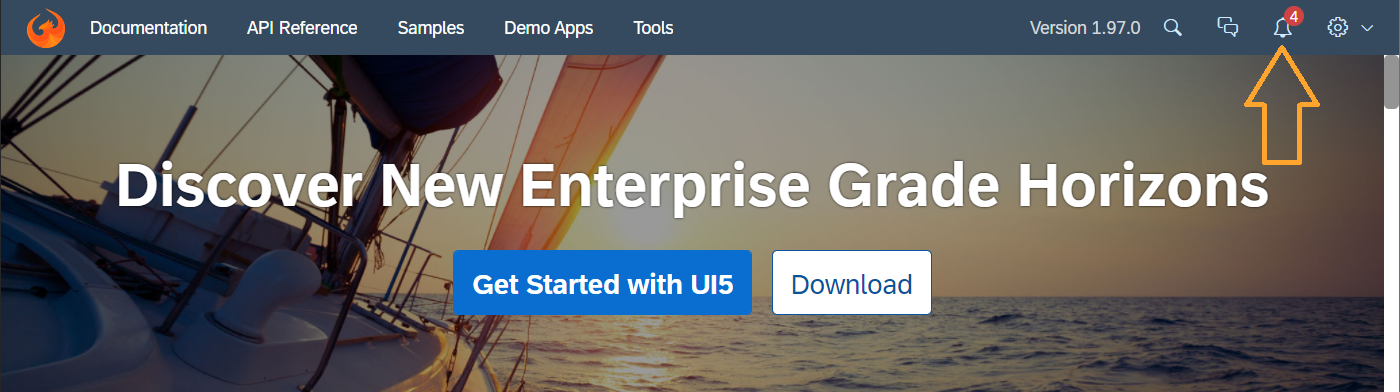 Documentation API Reference Samples Demo Apps Tools Version 1.97.0 4
Discover New Enterprise Grade Horizons
Get Started with UI5 Download